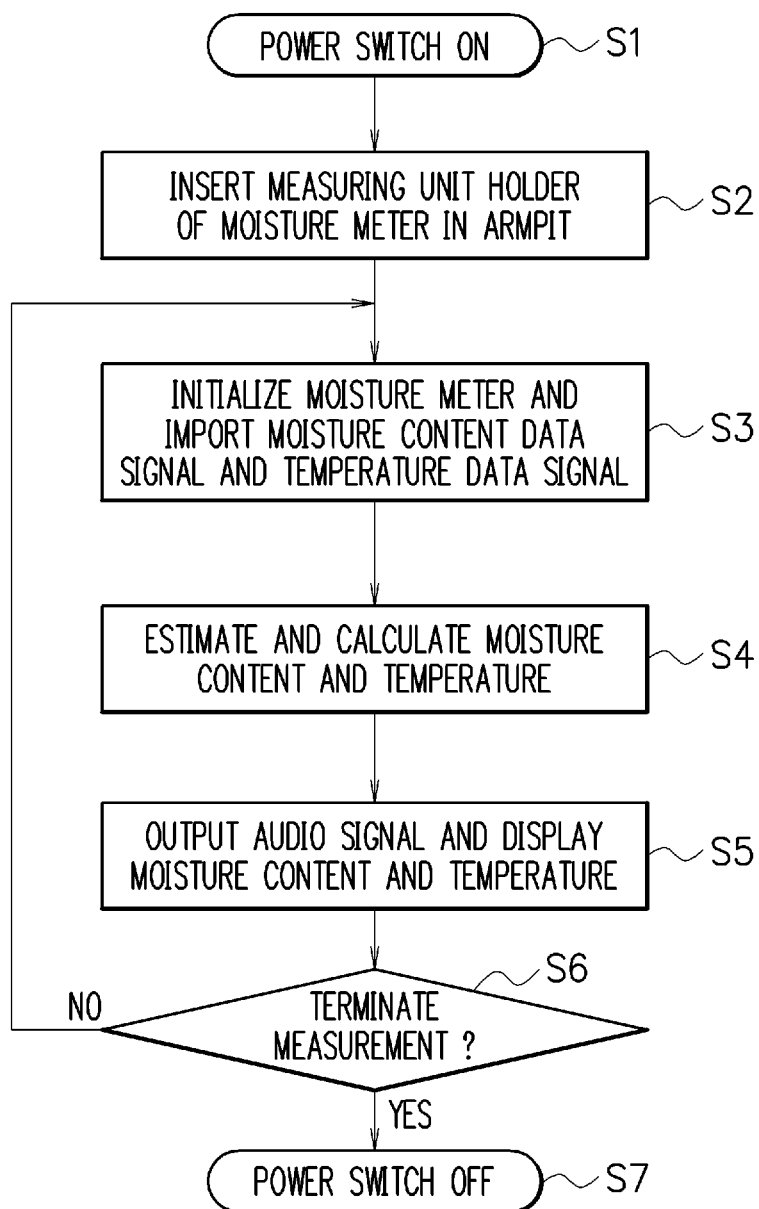 POWER SWITCH ON
S1
INSERT MEASURING UNIT HOLDER
OF MOISTURE METER IN ARMPIT
S2
INITIALIZE MOISTURE METER AND
IMPORT MOISTURE CONTENT DATA
SIGNAL AND TEMPERATURE DATA SIGNAL
S3
ESTIMATE AND CALCULATE MOISTURE
CONTENT AND TEMPERATURE
S4
OUTPUT AUDIO SIGNAL AND DISPLAY
MOISTURE CONTENT AND TEMPERATURE
S5
S6
NO
TERMINATE
MEASUREMENT ?
YES
POWER SWITCH OFF
S7